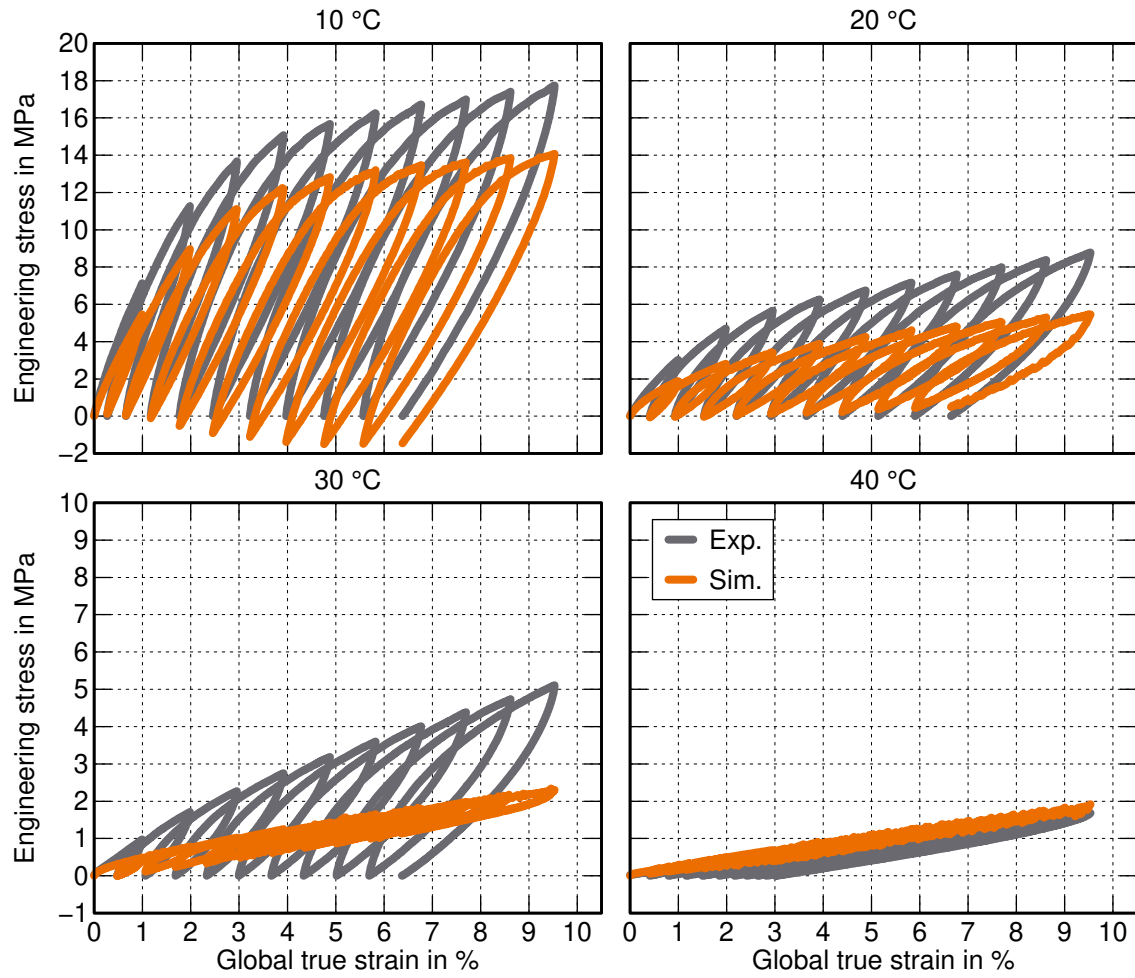 10 °C
20 °C
20
18
16
14
12
10
8
6
4
2
0
−2
Engineering stress in MPa
30 °C
40 °C
10
9
8
7
6
5
4
3
2
1
0
−1
Engineering stress in MPa
Exp.
Sim.
0 1 2 3 4 5 6 7 8 9 10
0 1 2 3 4 5 6 7 8 9 10
Global true strain in %
Global true strain in %